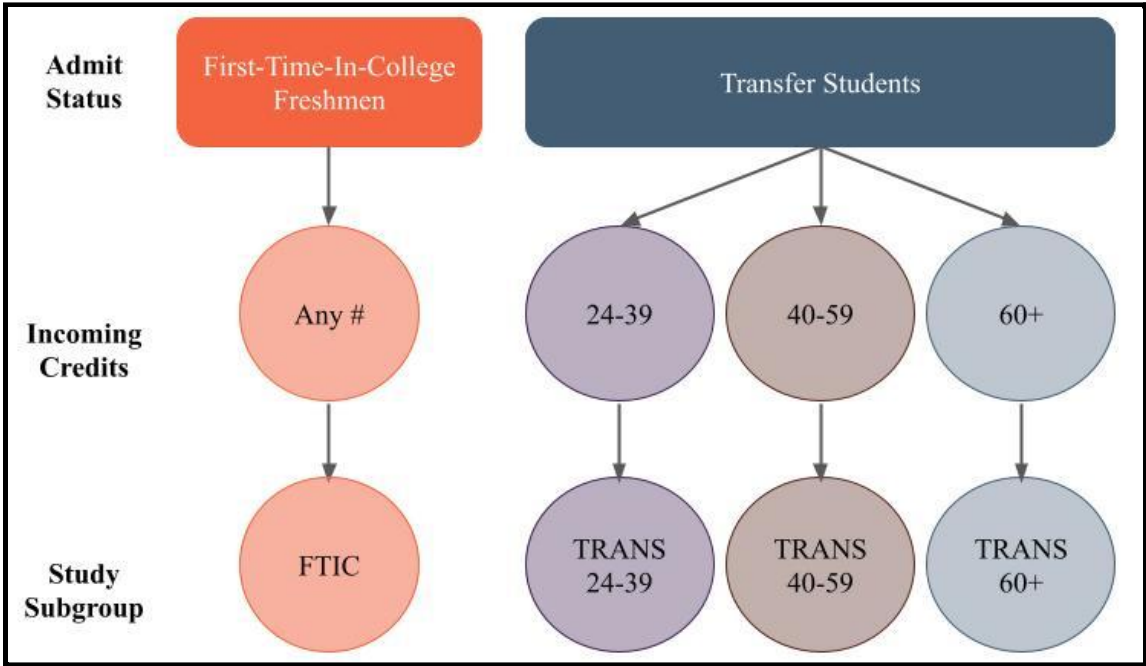 Admit
Status
First-Time-In-College
Freshmen
Transfer Students
Incoming
Credits
Any #
24-39
40-59
60+
Study
Subgroup
FTIC
TRANS
24-39
TRANS
40-59
TRANS
60+